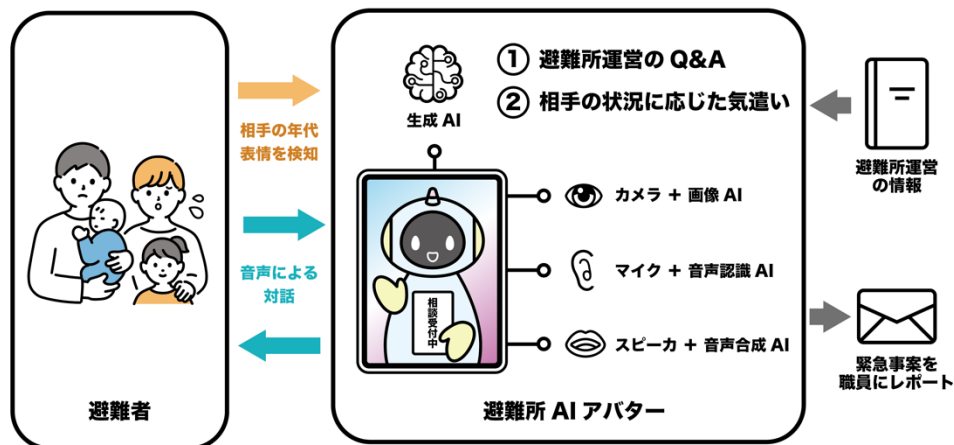 ① 避難所運営の Q&A
② 相手の状況に応じた気遣い
生成 AI
相手の年代
表情を検知
音声による
対話
カメラ + 画像 AI
マイク + 音声認識 AI
スピーカ + 音声合成 AI
相談受付中
避難者
避難所 AI アバター
避難所運営
の情報
緊急事案を
職員にレポート